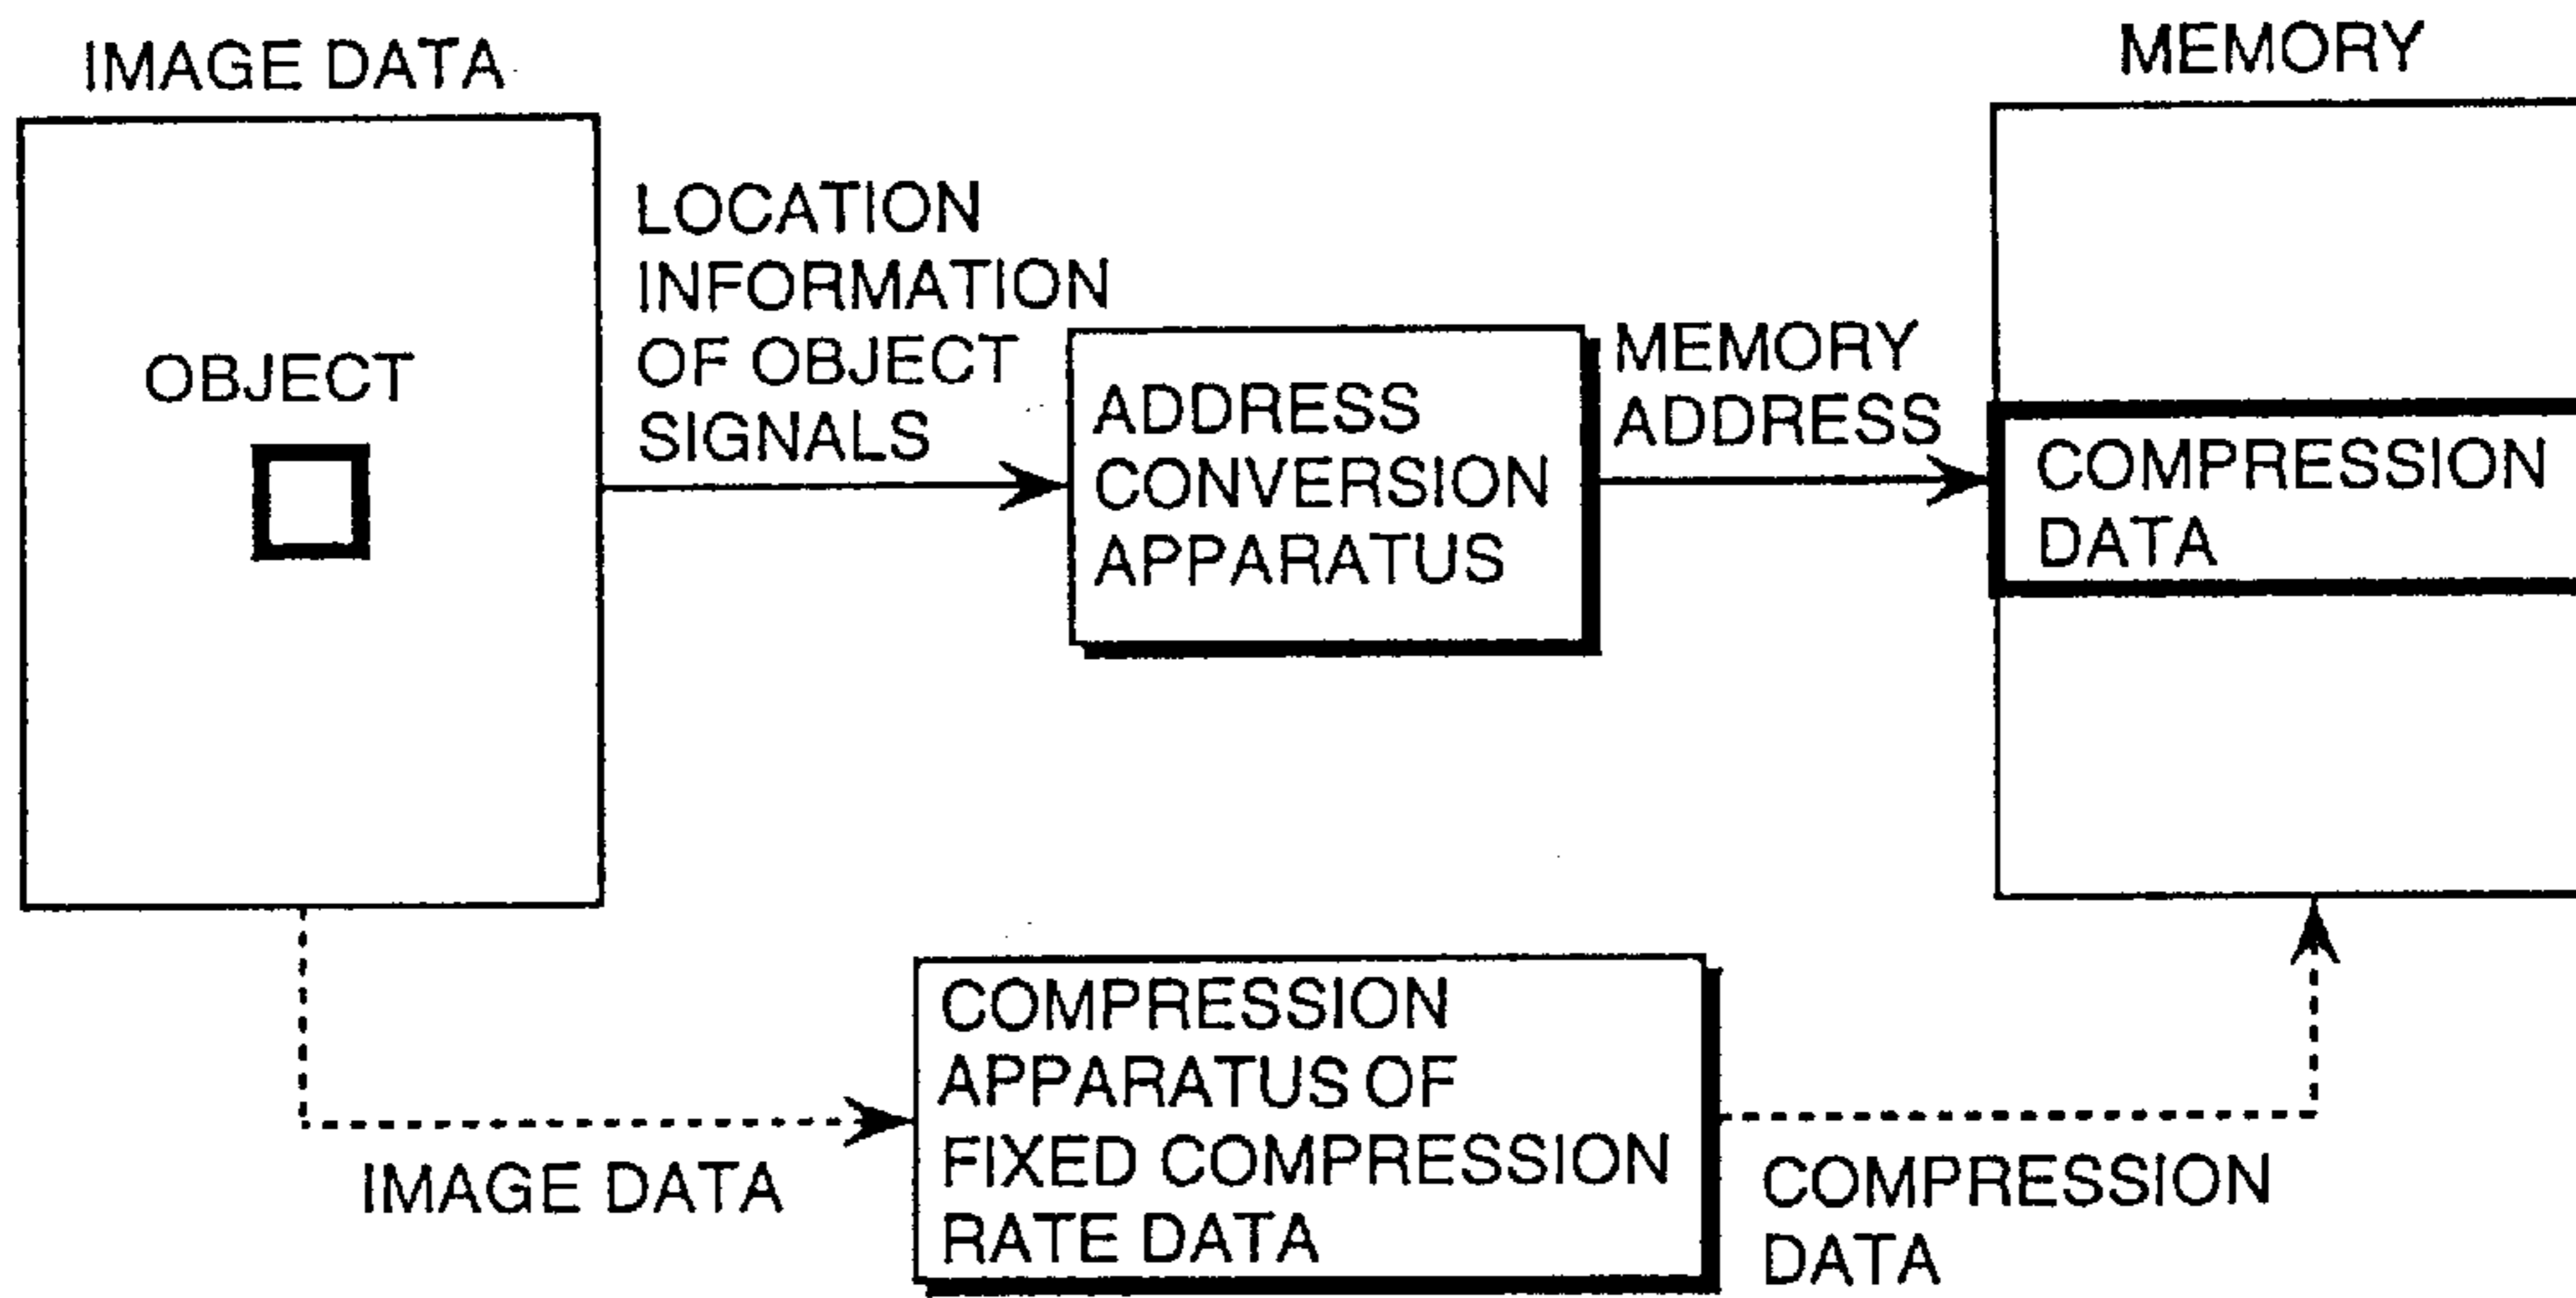 IMAGE DATA
MEMORY
OBJECT
LOCATION
INFORMATION
OF OBJECT
SIGNALS
ADDRESS
CONVERSION
APPARATUS
MEMORY
ADDRESS
COMPRESSION
DATA
IMAGE DATA
COMPRESSION
APPARATUS OF
FIXED COMPRESSION
RATE DATA
COMPRESSION
DATA